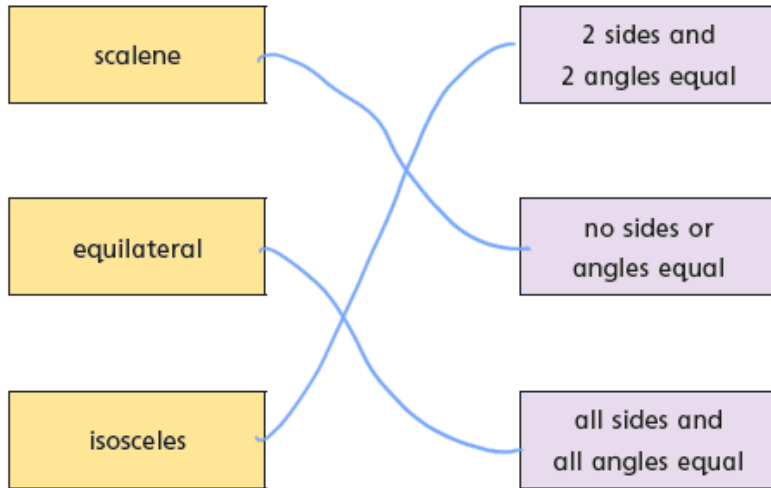 scalene
2 sides and
2 angles equal
equilateral
no sides or
angles equal
isosceles
all sides and
all angles equal